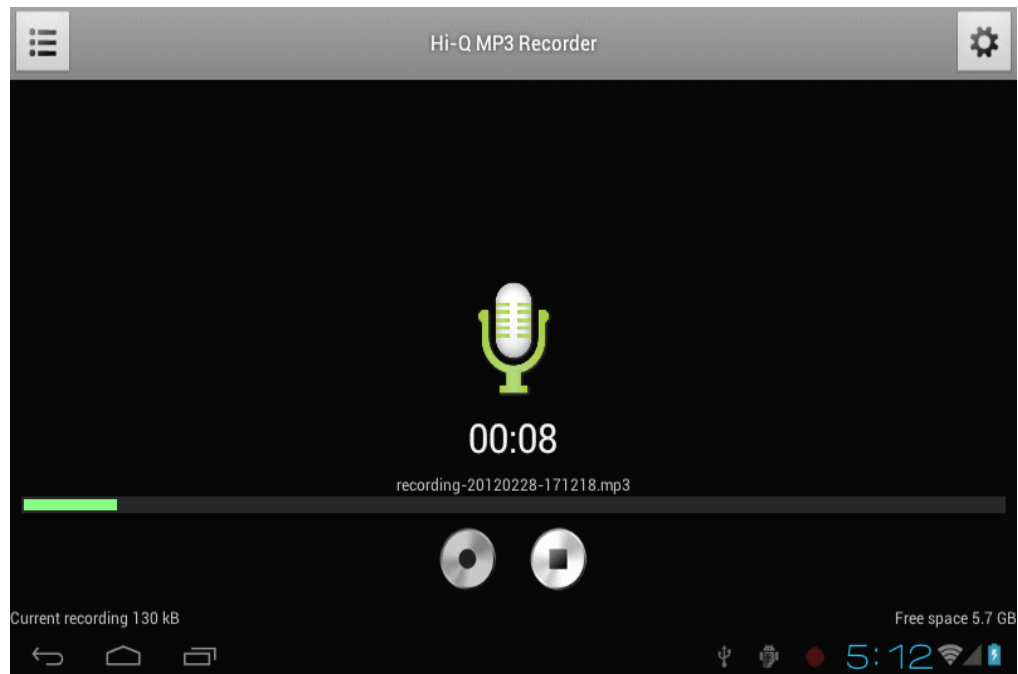 Hi-Q MP3 Recorder
00:08
recording-20120228-171218.mp3
Current recording 130 kB
Free space 5.7 GB
5:12